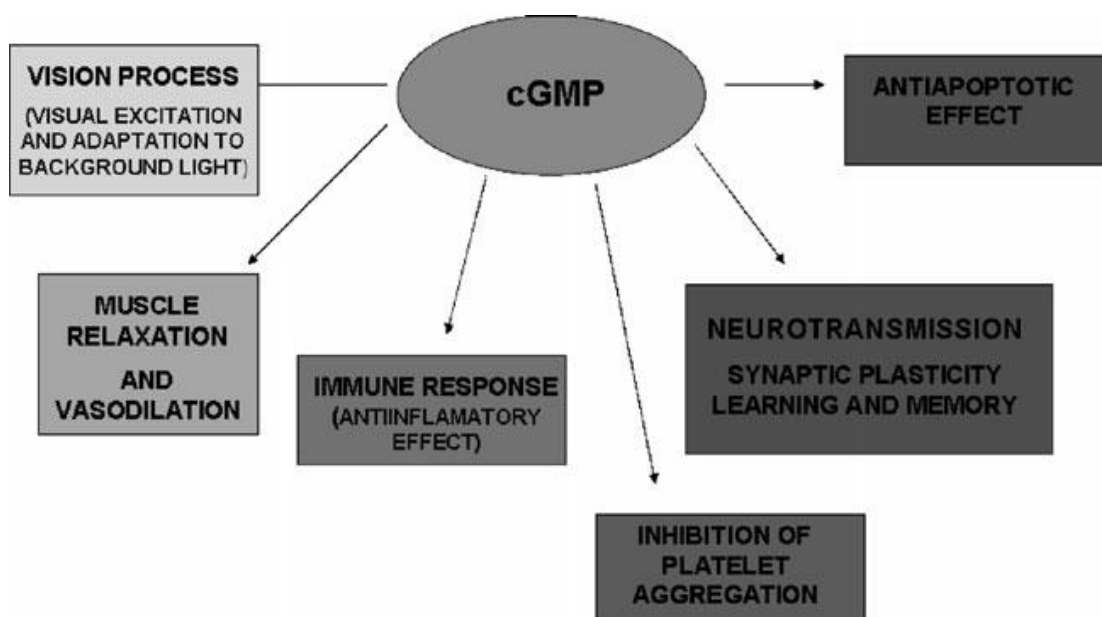 cGMP
VISION PROCESS
(VISUAL EXCITATION
AND ADAPTATION TO
BACKGROUND LIGHT)
ANTIAPOPTOTIC
EFFECT
MUSCLE
RELAXATION
AND
VASODILATION
IMMUNE RESPONSE
(ANTIINFLAMATORY
EFFECT)
NEUROTRANSMISSION
SYNAPTIC PLASTICITY
LEARNING AND MEMORY
INHIBITION OF
PLATELET
AGGREGATION